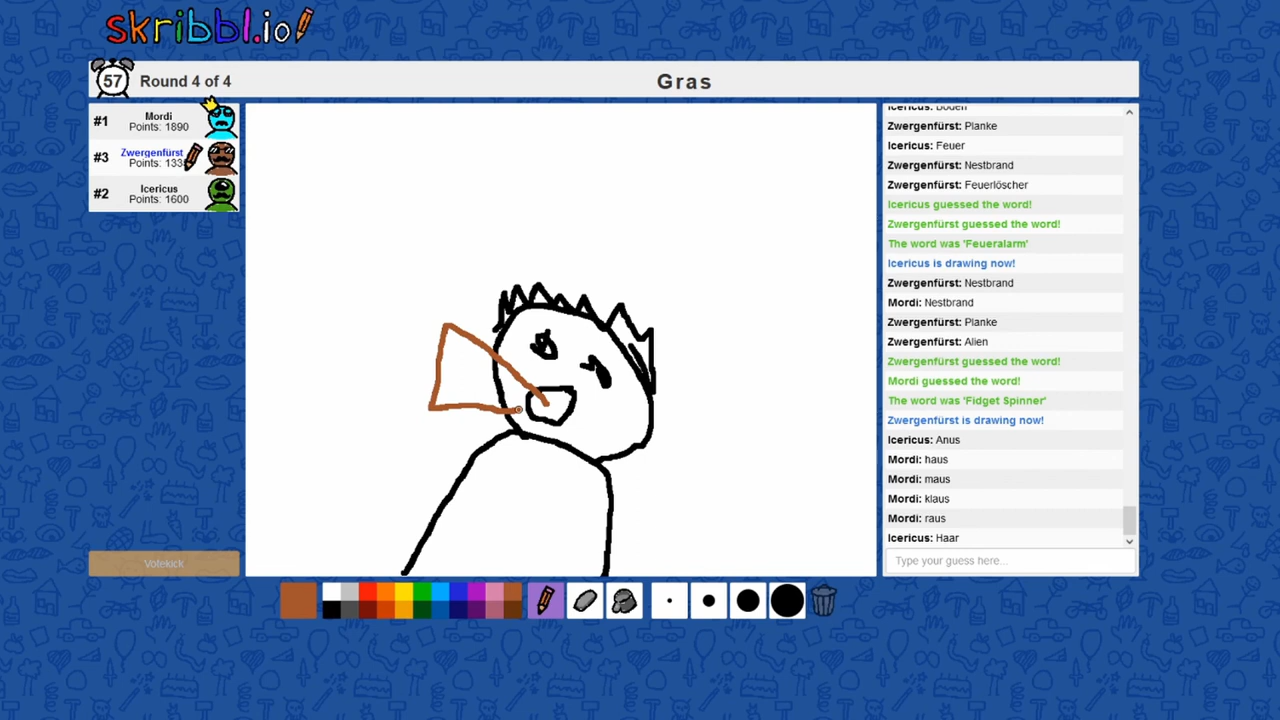 skribbl.io
57
Round 4 of 4
Gras
#1
Mordi
Points: 1890
#3
Zwergenfürst
#2
Icericus
Points: 1600
Votekick
Icericus: Boden
Zwergenfürst: Planke
Icericus: Feuer
Zwergenfürst: Nestbrand
Zwergenfürst: Feuerlöscher
Icericus guessed the word!
Zwergenfürst guessed the word!
The word was 'Feueralarm'
Icericus is drawing now!
Zwergenfürst: Nestbrand
Mordi: Nestbrand
Zwergenfürst: Planke
Zwergenfürst: Alien
Zwergenfürst guessed the word!
Mordi guessed the word!
The word was 'Fidget Spinner'
Zwergenfürst is drawing now!
Icericus: Anus
Mordi: haus
Mordi: maus
Mordi: klaus
Mordi: raus
Icericus: Haar
Type your guess here...